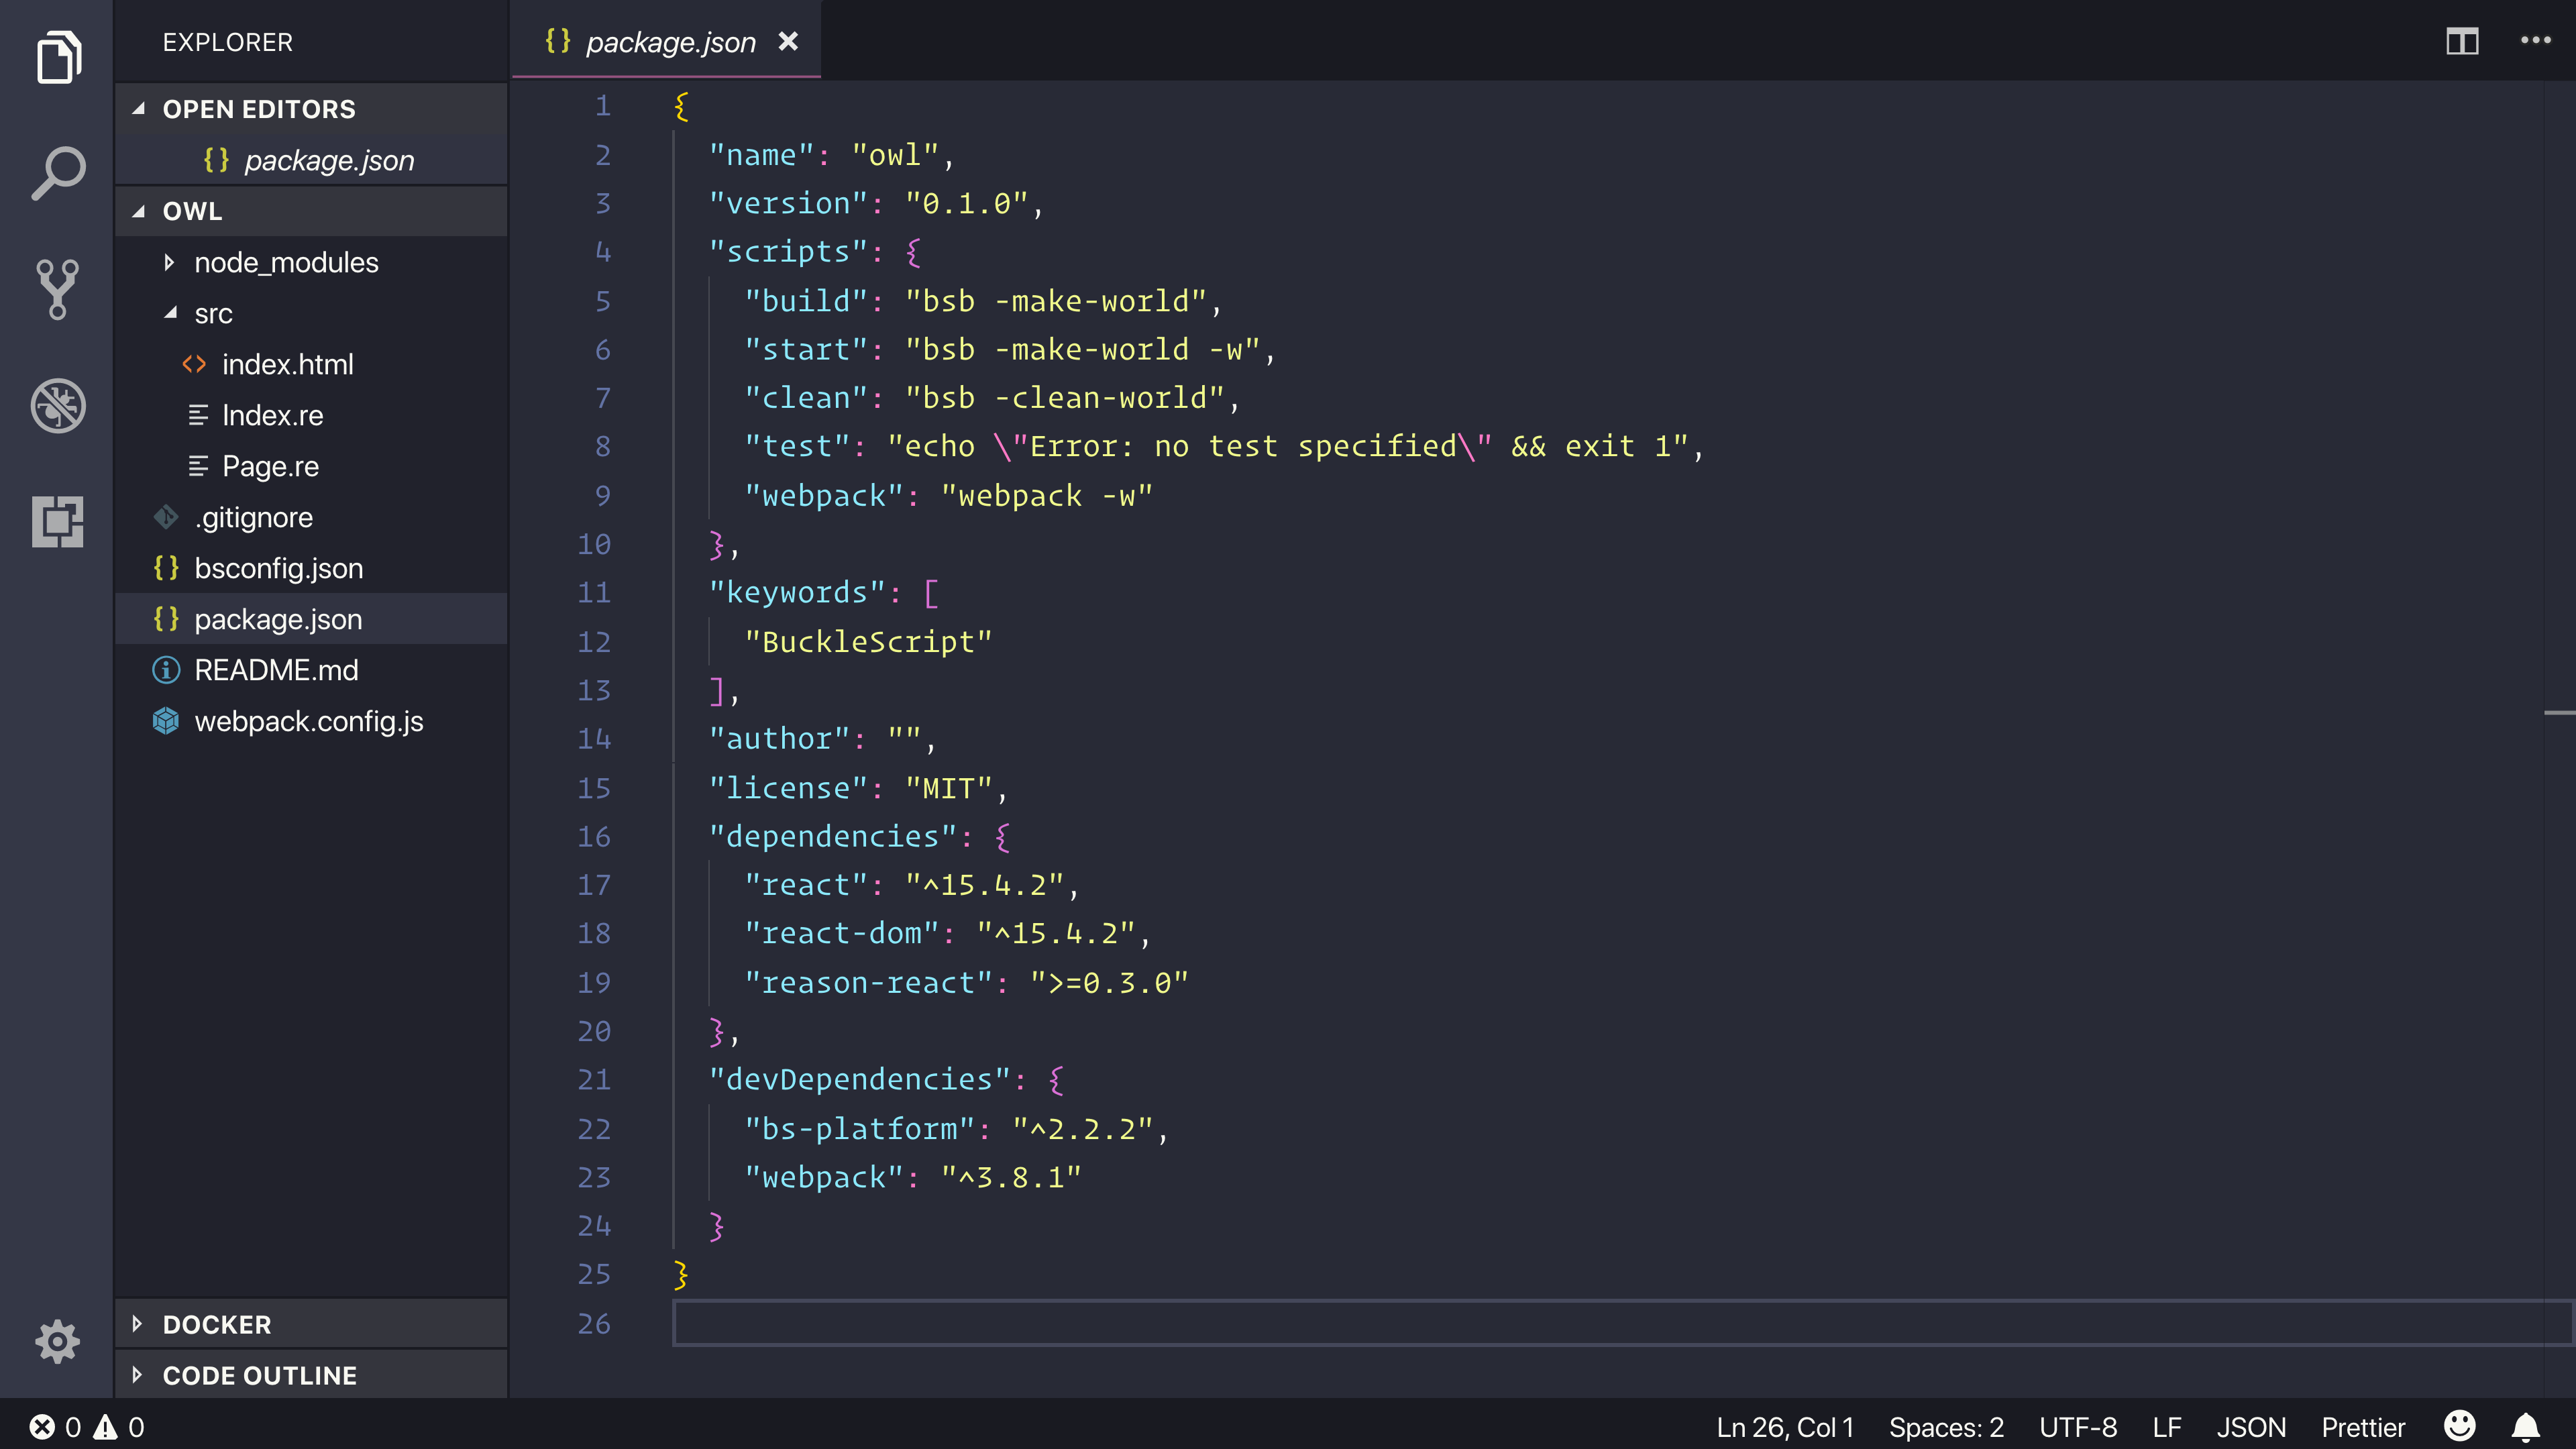 EXPLORER
OPEN EDITORS
{} package.json
OWL
node_modules
src
<> index.html
Index.re
Page.re
.gitignore
{} bsconfig.json
{} package.json
README.md
webpack.config.js
DOCKER
CODE OUTLINE
{} package.json
1 {
2   "name": "owl",
3   "version": "0.1.0",
4   "scripts": {
5     "build": "bsb -make-world",
6     "start": "bsb -make-world -w",
7     "clean": "bsb -clean-world",
8     "test": "echo \"Error: no test specified\" && exit 1",
9     "webpack": "webpack -w"
10   },
11   "keywords": [
12     "BuckleScript"
13   ],
14   "author": "",
15   "license": "MIT",
16   "dependencies": {
17     "react": "^15.4.2",
18     "react-dom": "^15.4.2",
19     "reason-react": ">=0.3.0"
20   },
21   "devDependencies": {
22     "bs-platform": "^2.2.2",
23     "webpack": "^3.8.1"
24   }
25 }
26
0 0 Ln 26, Col 1 Spaces: 2 UTF-8 LF JSON Prettier